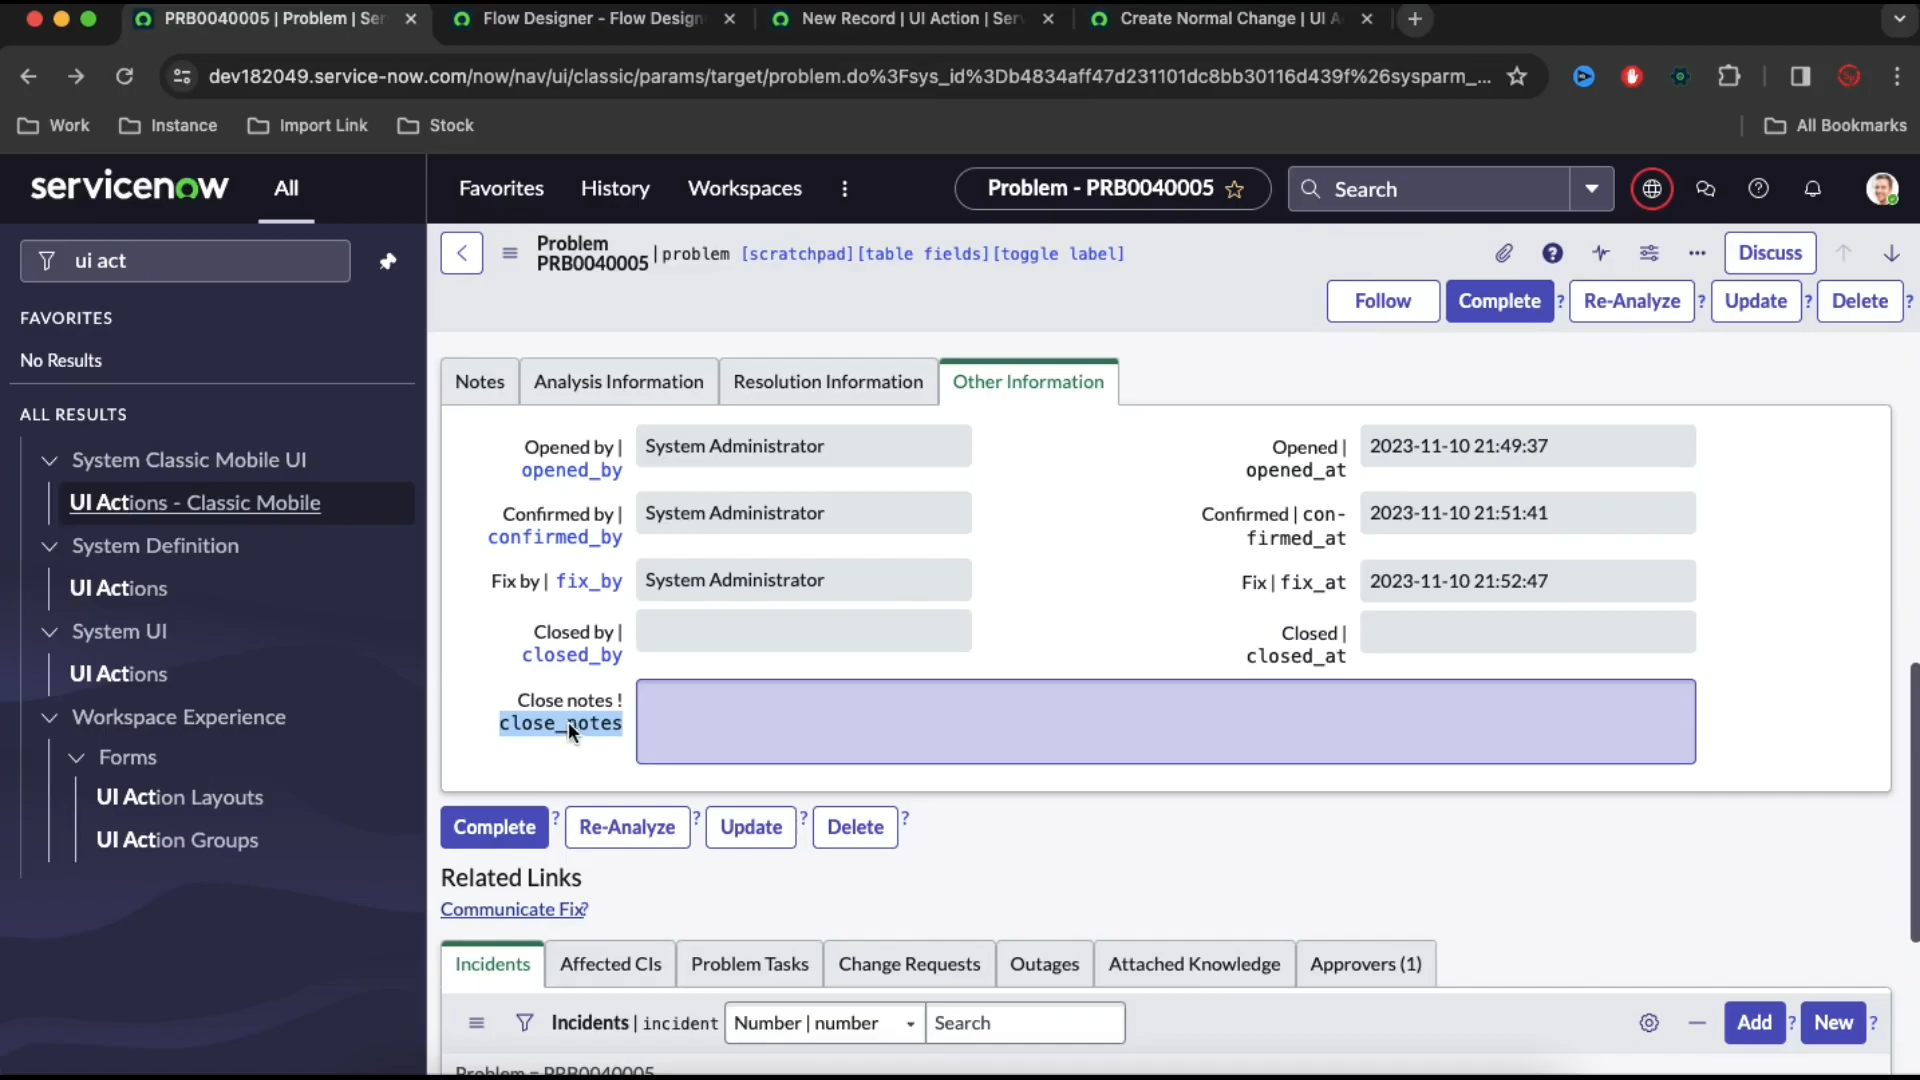 PRB0040005 | Problem | Ser
Flow Designer - Flow Design
New Record | UI Action | Ser
Create Normal Change | UI A
dev182049.service-now.com/now/nav/ui/classic/params/target/problem.do%3Fsys_id%3Db4834aff47d231101dc8bb30116d439f%26sysparm_...
Work
Instance
Import Link
Stock
All Bookmarks
servicenow
All
Favorites
History
Workspaces
Problem - PRB0040005
Search
ui act
FAVORITES
No Results
ALL RESULTS
System Classic Mobile UI
UI Actions - Classic Mobile
System Definition
UI Actions
System UI
UI Actions
Workspace Experience
Forms
UI Action Layouts
UI Action Groups
Problem
PRB0040005 | problem [scratchpad][table fields][toggle label]
Discuss
Follow
Complete ?
Re-Analyze ?
Update ?
Delete ?
Notes
Analysis Information
Resolution Information
Other Information
Opened by |
opened_by
System Administrator
Opened |
opened_at
2023-11-10 21:49:37
Confirmed by |
confirmed_by
System Administrator
Confirmed | con-
firmed_at
2023-11-10 21:51:41
Fix by | fix_by
System Administrator
Fix | fix_at
2023-11-10 21:52:47
Closed by |
closed_by
Closed |
closed_at
Close notes !
close_notes
Complete ?
Re-Analyze ?
Update ?
Delete ?
Related Links
Communicate Fix?
Incidents
Affected CIs
Problem Tasks
Change Requests
Outages
Attached Knowledge
Approvers (1)
Incidents | incident
Number | number
Search
Add ?
New ?
Problem = PRB0040005